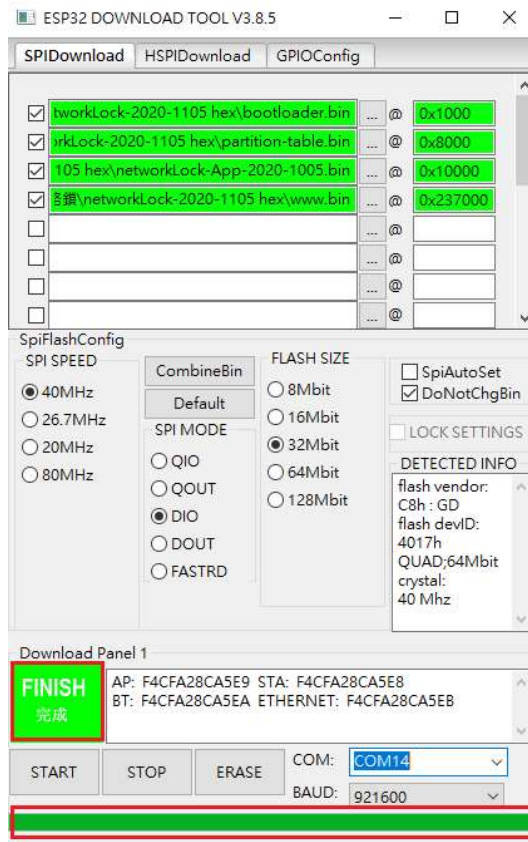 ESP32 DOWNLOAD TOOL V3.8.5
SPIDownload HSPIDownload GPIOConfig
tworkLock-2020-1105 hex\bootloader.bin ... @ 0x1000
rkLock-2020-1105 hex\partition-table.bin ... @ 0x8000
105 hex\networkLock-App-2020-1005.bin ... @ 0x10000
鎖\networkLock-2020-1105 hex\www.bin ... @ 0x237000
... @
... @
... @
... @
SpiFlashConfig
SPI SPEED
40MHz
26.7MHz
20MHz
80MHz
CombineBin
Default
SPI MODE
QIO
QOUT
DIO
DOUT
FASTRD
FLASH SIZE
8Mbit
16Mbit
32Mbit
64Mbit
128Mbit
SpiAutoSet
DoNotChgBin
LOCK SETTINGS
DETECTED INFO
flash vendor:
C8h : GD
flash devID:
4017h
QUAD;64Mbit
crystal:
40 Mhz
Download Panel 1
FINISH
完成
AP: F4CFA28CA5E9 STA: F4CFA28CA5E8
BT: F4CFA28CA5EA ETHERNET: F4CFA28CA5EB
START STOP ERASE
COM: COM14
BAUD: 921600